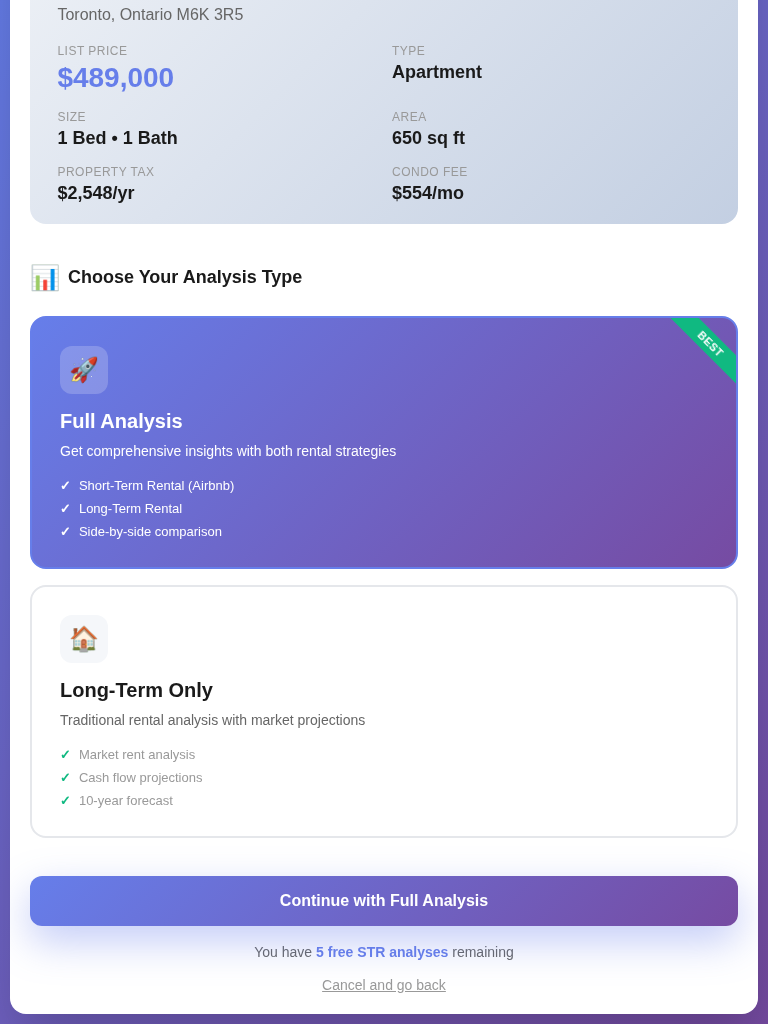 Toronto, Ontario M6K 3R5
LIST PRICE
$489,000
TYPE
Apartment
SIZE
1 Bed • 1 Bath
AREA
650 sq ft
PROPERTY TAX
$2,548/yr
CONDO FEE
$554/mo
Choose Your Analysis Type
BEST
Full Analysis
Get comprehensive insights with both rental strategies
✓ Short-Term Rental (Airbnb)
✓ Long-Term Rental
✓ Side-by-side comparison
Long-Term Only
Traditional rental analysis with market projections
✓ Market rent analysis
✓ Cash flow projections
✓ 10-year forecast
Continue with Full Analysis
You have 5 free STR analyses remaining
Cancel and go back